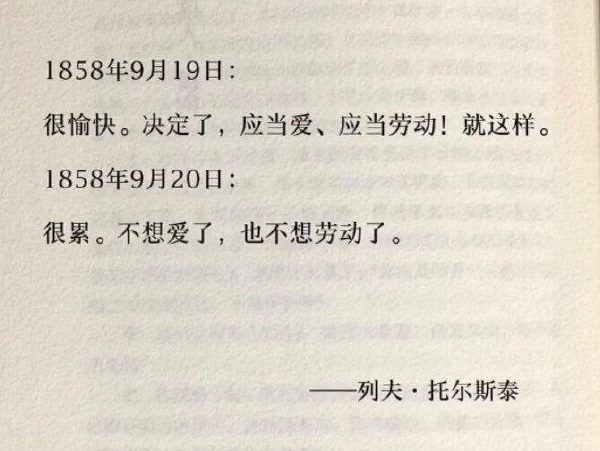 1858年9月19日：
很愉快。决定了，应当爱、应当劳动！就这样。
1858年9月20日：
很累。不想爱了，也不想劳动了。
——列夫·托尔斯泰